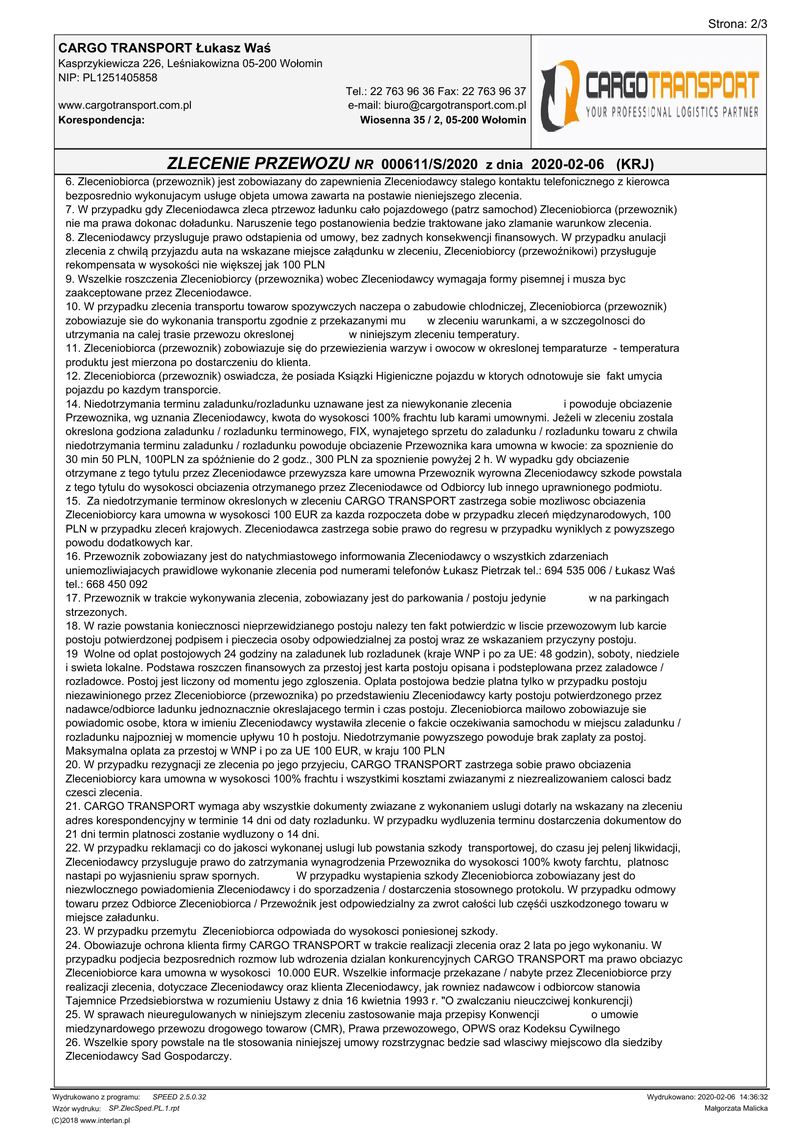 Strona: 2/3
CARGO TRANSPORT Łukasz Waś
Kasprzykiewicza 226, Leśniakowizna 05-200 Wołomin
NIP: PL1251405858
Tel.: 22 763 96 36 Fax: 22 763 96 37
www.cargotransport.com.pl e-mail: biuro@cargotransport.com.pl
Korespondencja: Wiosenna 35 / 2, 05-200 Wołomin
CARGOTRANSPORT
YOUR PROFESSIONAL LOGISTICS PARTNER
ZLECENIE PRZEWOZU NR 000611/S/2020 z dnia 2020-02-06 (KRJ)
6. Zleceniobiorca (przewoznik) jest zobowiazany do zapewnienia Zleceniodawcy stalego kontaktu telefonicznego z kierowca
bezposrednio wykonujacym usługe objeta umowa zawarta na postawie nieniejszego zlecenia.
7. W przypadku gdy Zleceniodawca zleca ptrzewoz ładunku cało pojazdowego (patrz samochod) Zleceniobiorca (przewoznik)
nie ma prawa dokonac doładunku. Naruszenie tego postanowienia bedzie traktowane jako zlamanie warunkow zlecenia.
8. Zleceniodawcy przysluguje prawo odstapienia od umowy, bez zadnych konsekwencji finansowych. W przypadku anulacji
zlecenia z chwilą przyjazdu auta na wskazane miejsce załądunku w zleceniu, Zleceniobiorcy (przewoźnikowi) przysługuje
rekompensata w wysokości nie większej jak 100 PLN
9. Wszelkie roszczenia Zleceniobiorcy (przewoznika) wobec Zleceniodawcy wymagaja formy pisemnej i musza byc
zaakceptowane przez Zleceniodawce.
10. W przypadku zlecenia transportu towarow spozywczych naczepa o zabudowie chlodniczej, Zleceniobiorca (przewoznik)
zobowiazuje sie do wykonania transportu zgodnie z przekazanymi mu w zleceniu warunkami, a w szczegolnosci do
utrzymania na calej trasie przewozu okreslonej w niniejszym zleceniu temperatury.
11. Zleceniobiorca (przewoznik) zobowiazuje się do przewiezienia warzyw i owocow w okreslonej temparaturze - temperatura
produktu jest mierzona po dostarczeniu do klienta.
12. Zleceniobiorca (przewoznik) oswiadcza, że posiada Ksiązki Higieniczne pojazdu w ktorych odnotowuje sie fakt umycia
pojazdu po kazdym transporcie.
14. Niedotrzymania terminu zaladunku/rozladunku uznawane jest za niewykonanie zlecenia i powoduje obciazenie
Przewoznika, wg uznania Zleceniodawcy, kwota do wysokosci 100% frachtu lub karami umownymi. Jeżeli w zleceniu zostala
okreslona godziona zaladunku / rozladunku terminowego, FIX, wynajetego sprzetu do zaladunku / rozladunku towaru z chwila
niedotrzymania terminu zaladunku / rozladunku powoduje obciazenie Przewoznika kara umowna w kwocie: za spoznienie do
30 min 50 PLN, 100PLN za spóźnienie do 2 godz., 300 PLN za spoznienie powyżej 2 h. W wypadku gdy obciazenie
otrzymane z tego tytulu przez Zleceniodawce przewyzsza kare umowna Przewoznik wyrowna Zleceniodawcy szkode powstala
z tego tytulu do wysokosci obciazenia otrzymanego przez Zleceniodawce od Odbiorcy lub innego uprawnionego podmiotu.
15. Za niedotrzymanie terminow okreslonych w zleceniu CARGO TRANSPORT zastrzega sobie mozliwosc obciazenia
Zleceniobiorcy kara umowna w wysokosci 100 EUR za kazda rozpoczeta dobe w przypadku zleceń międzynarodowych, 100
PLN w przypadku zleceń krajowych. Zleceniodawca zastrzega sobie prawo do regresu w przypadku wyniklych z powyzszego
powodu dodatkowych kar.
16. Przewoznik zobowiazany jest do natychmiastowego informowania Zleceniodawcy o wszystkich zdarzeniach
uniemozliwiajacych prawidlowe wykonanie zlecenia pod numerami telefonów Łukasz Pietrzak tel.: 694 535 006 / Łukasz Waś
tel.: 668 450 092
17. Przewoznik w trakcie wykonywania zlecenia, zobowiazany jest do parkowania / postoju jedynie w na parkingach
strzezonych.
18. W razie powstania koniecznosci nieprzewidzianego postoju nalezy ten fakt potwierdzic w liscie przewozowym lub karcie
postoju potwierdzonej podpisem i pieczecia osoby odpowiedzialnej za postoj wraz ze wskazaniem przyczyny postoju.
19 Wolne od oplat postojowych 24 godziny na zaladunek lub rozladunek (kraje WNP i po za UE: 48 godzin), soboty, niedziele
i swieta lokalne. Podstawa roszczen finansowych za przestoj jest karta postoju opisana i podsteplowana przez zaladowce /
rozladowce. Postoj jest liczony od momentu jego zgloszenia. Oplata postojowa bedzie platna tylko w przypadku postoju
niezawinionego przez Zleceniobiorce (przewoznika) po przedstawieniu Zleceniodawcy karty postoju potwierdzonego przez
nadawce/odbiorce ladunku jednoznacznie okreslajacego termin i czas postoju. Zleceniobiorca mailowo zobowiazuje sie
powiadomic osobe, ktora w imieniu Zleceniodawcy wystawiła zlecenie o fakcie oczekiwania samochodu w miejscu zaladunku /
rozladunku najpozniej w momencie upływu 10 h postoju. Niedotrzymanie powyzszego powoduje brak zaplaty za postoj.
Maksymalna oplata za przestoj w WNP i po za UE 100 EUR, w kraju 100 PLN
20. W przypadku rezygnacji ze zlecenia po jego przyjeciu, CARGO TRANSPORT zastrzega sobie prawo obciazenia
Zleceniobiorcy kara umowna w wysokosci 100% frachtu i wszystkimi kosztami zwiazanymi z niezrealizowaniem calosci badz
czesci zlecenia.
21. CARGO TRANSPORT wymaga aby wszystkie dokumenty zwiazane z wykonaniem uslugi dotarly na wskazany na zleceniu
adres korespondencyjny w terminie 14 dni od daty rozladunku. W przypadku wydluzenia terminu dostarczenia dokumentow do
21 dni termin platnosci zostanie wydluzony o 14 dni.
22. W przypadku reklamacji co do jakosci wykonanej uslugi lub powstania szkody transportowej, do czasu jej pelenj likwidacji,
Zleceniodawcy przysluguje prawo do zatrzymania wynagrodzenia Przewoznika do wysokosci 100% kwoty farchtu, platnosc
nastapi po wyjasnieniu spraw spornych. W przypadku wystapienia szkody Zleceniobiorca zobowiazany jest do
niezwlocznego powiadomienia Zleceniodawcy i do sporzadzenia / dostarczenia stosownego protokolu. W przypadku odmowy
towaru przez Odbiorce Zleceniobiorca / Przewoźnik jest odpowiedzialny za zwrot całości lub częśći uszkodzonego towaru w
miejsce załadunku.
23. W przypadku przemytu Zleceniobiorca odpowiada do wysokosci poniesionej szkody.
24. Obowiazuje ochrona klienta firmy CARGO TRANSPORT w trakcie realizacji zlecenia oraz 2 lata po jego wykonaniu. W
przypadku podjecia bezposrednich rozmow lub wdrozenia dzialan konkurencyjnych CARGO TRANSPORT ma prawo obciazyc
Zleceniobiorce kara umowna w wysokosci 10.000 EUR. Wszelkie informacje przekazane / nabyte przez Zleceniobiorce przy
realizacji zlecenia, dotyczace Zleceniodawcy oraz klienta Zleceniodawcy, jak rowniez nadawcow i odbiorcow stanowia
Tajemnice Przedsiebiorstwa w rozumieniu Ustawy z dnia 16 kwietnia 1993 r. "O zwalczaniu nieuczciwej konkurencji)
25. W sprawach nieuregulowanych w niniejszym zleceniu zastosowanie maja przepisy Konwencji o umowie
miedzynarodowego przewozu drogowego towarow (CMR), Prawa przewozowego, OPWS oraz Kodeksu Cywilnego
26. Wszelkie spory powstale na tle stosowania niniejszej umowy rozstrzygnac bedzie sad wlasciwy miejscowo dla siedziby
Zleceniodawcy Sad Gospodarczy.
Wydrukowano z programu: SPEED 2.5.0.32 Wydrukowano: 2020-02-06 14:36:32
Wzór wydruku: SP.ZlecSped.PL.1.rpt Małgorzata Malicka
(C)2018 www.interlan.pl